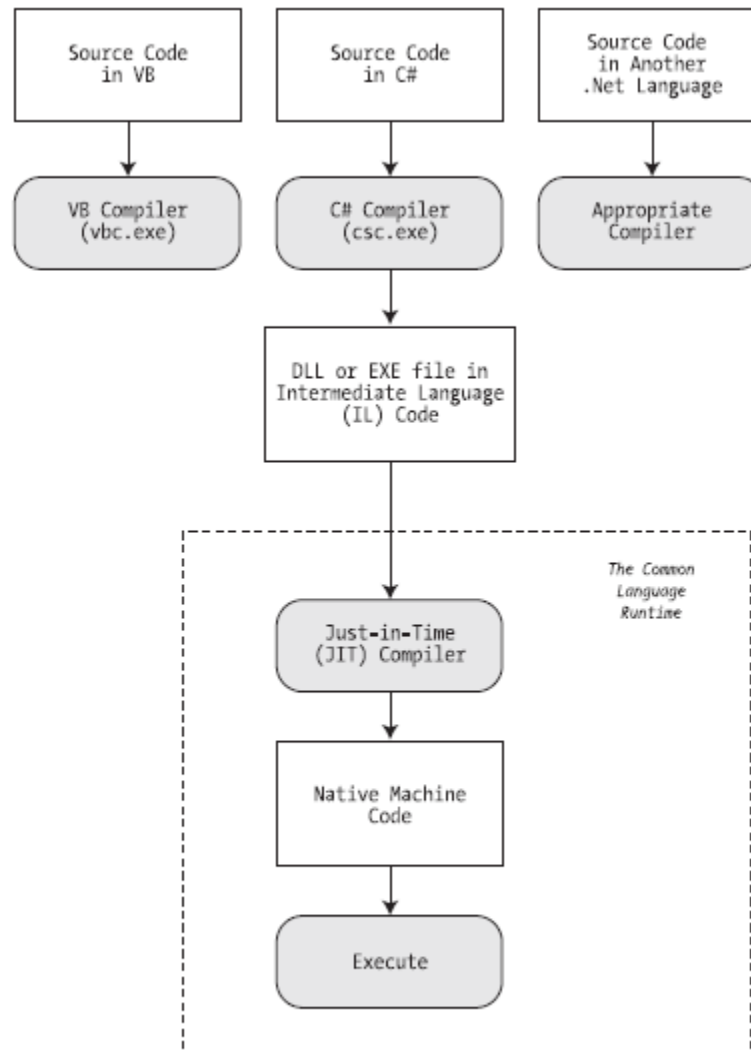 Source Code
in VB
Source Code
in C#
Source Code
in Another
.Net Language
VB Compiler
(vbc.exe)
C# Compiler
(csc.exe)
Appropriate
Compiler
DLL or EXE file in
Intermediate Language
(IL) Code
The Common
Language
Runtime
Just-in-Time
(JIT) Compiler
Native Machine
Code
Execute